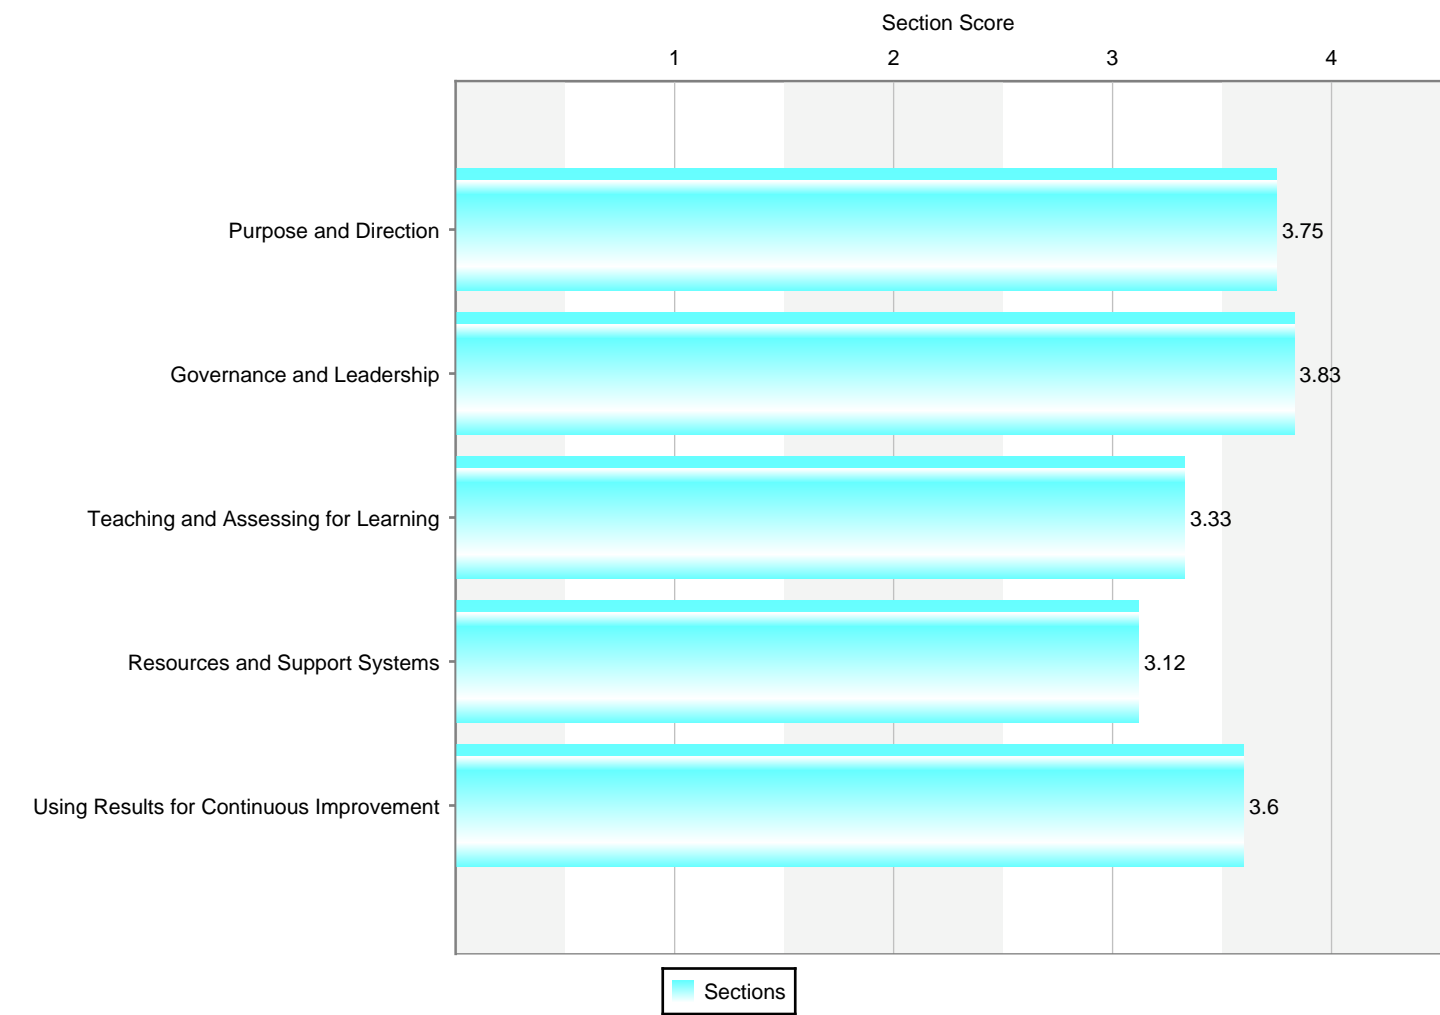 Section Score
1 2 3 4
Purpose and Direction 3.75
Governance and Leadership 3.83
Teaching and Assessing for Learning 3.33
Resources and Support Systems 3.12
Using Results for Continuous Improvement 3.6
Sections